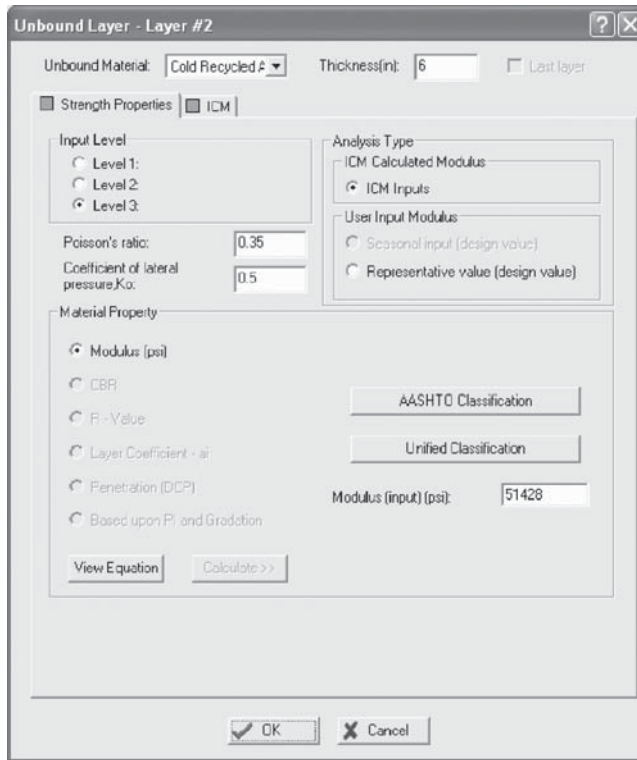 Unbound Layer - Layer #2
Unbound Material: Cold Recycled A Thickness(in): 6 Last layer
Strength Properties ICM
Input Level
Level 1:
Level 2:
Level 3:
Poisson's ratio: 0.35
Coefficient of lateral
pressure,Ko: 0.5
Analysis Type
ICM Calculated Modulus
ICM Inputs
User Input Modulus
Seasonal input (design value)
Representative value (design value)
Material Property
Modulus (psi)
CBR
R - Value
Layer Coefficient - ai
Penetration (DCP)
Based upon PI and Gradation
AASHTO Classification
Unified Classification
Modulus (input) (psi): 51428
View Equation Calculate >>
OK Cancel